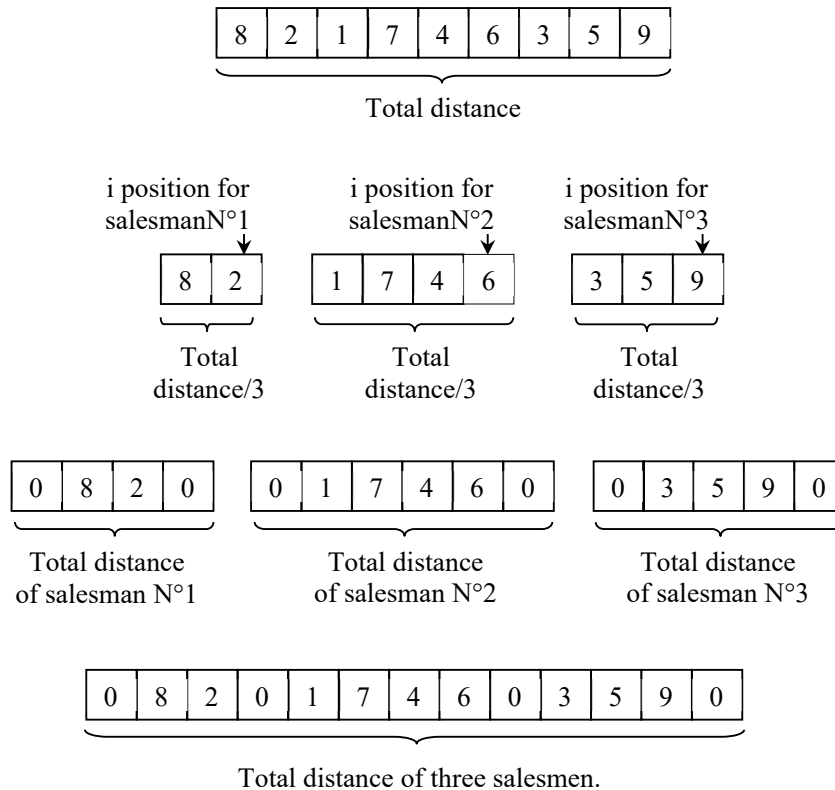 8 2 1 7 4 6 3 5 9
Total distance
i position for
salesmanN°1
i position for
salesmanN°2
i position for
salesmanN°3
8 2
1 7 4 6
3 5 9
Total
distance/3
Total
distance/3
Total
distance/3
0 8 2 0
0 1 7 4 6 0
0 3 5 9 0
Total distance
of salesman N°1
Total distance
of salesman N°2
Total distance
of salesman N°3
0 8 2 0 1 7 4 6 0 3 5 9 0
Total distance of three salesmen.